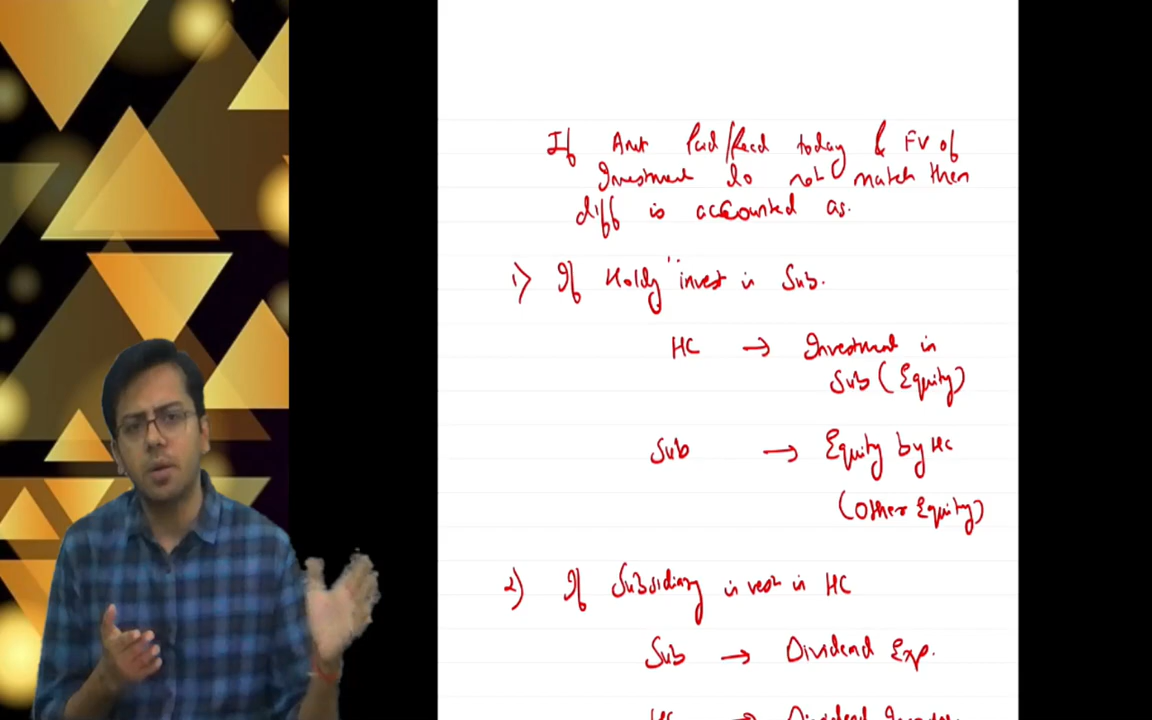 If Amt Paid/Recd today & FV of
Investment do not match then
diff is accounted as.
1) If Holdg invest in Sub.
HC → Investment in
Sub (Equity)
Sub → Equity by HC
(Other Equity)
2) If Subsidiary invest in HC
Sub → Dividend Exp.
HC → Dividend